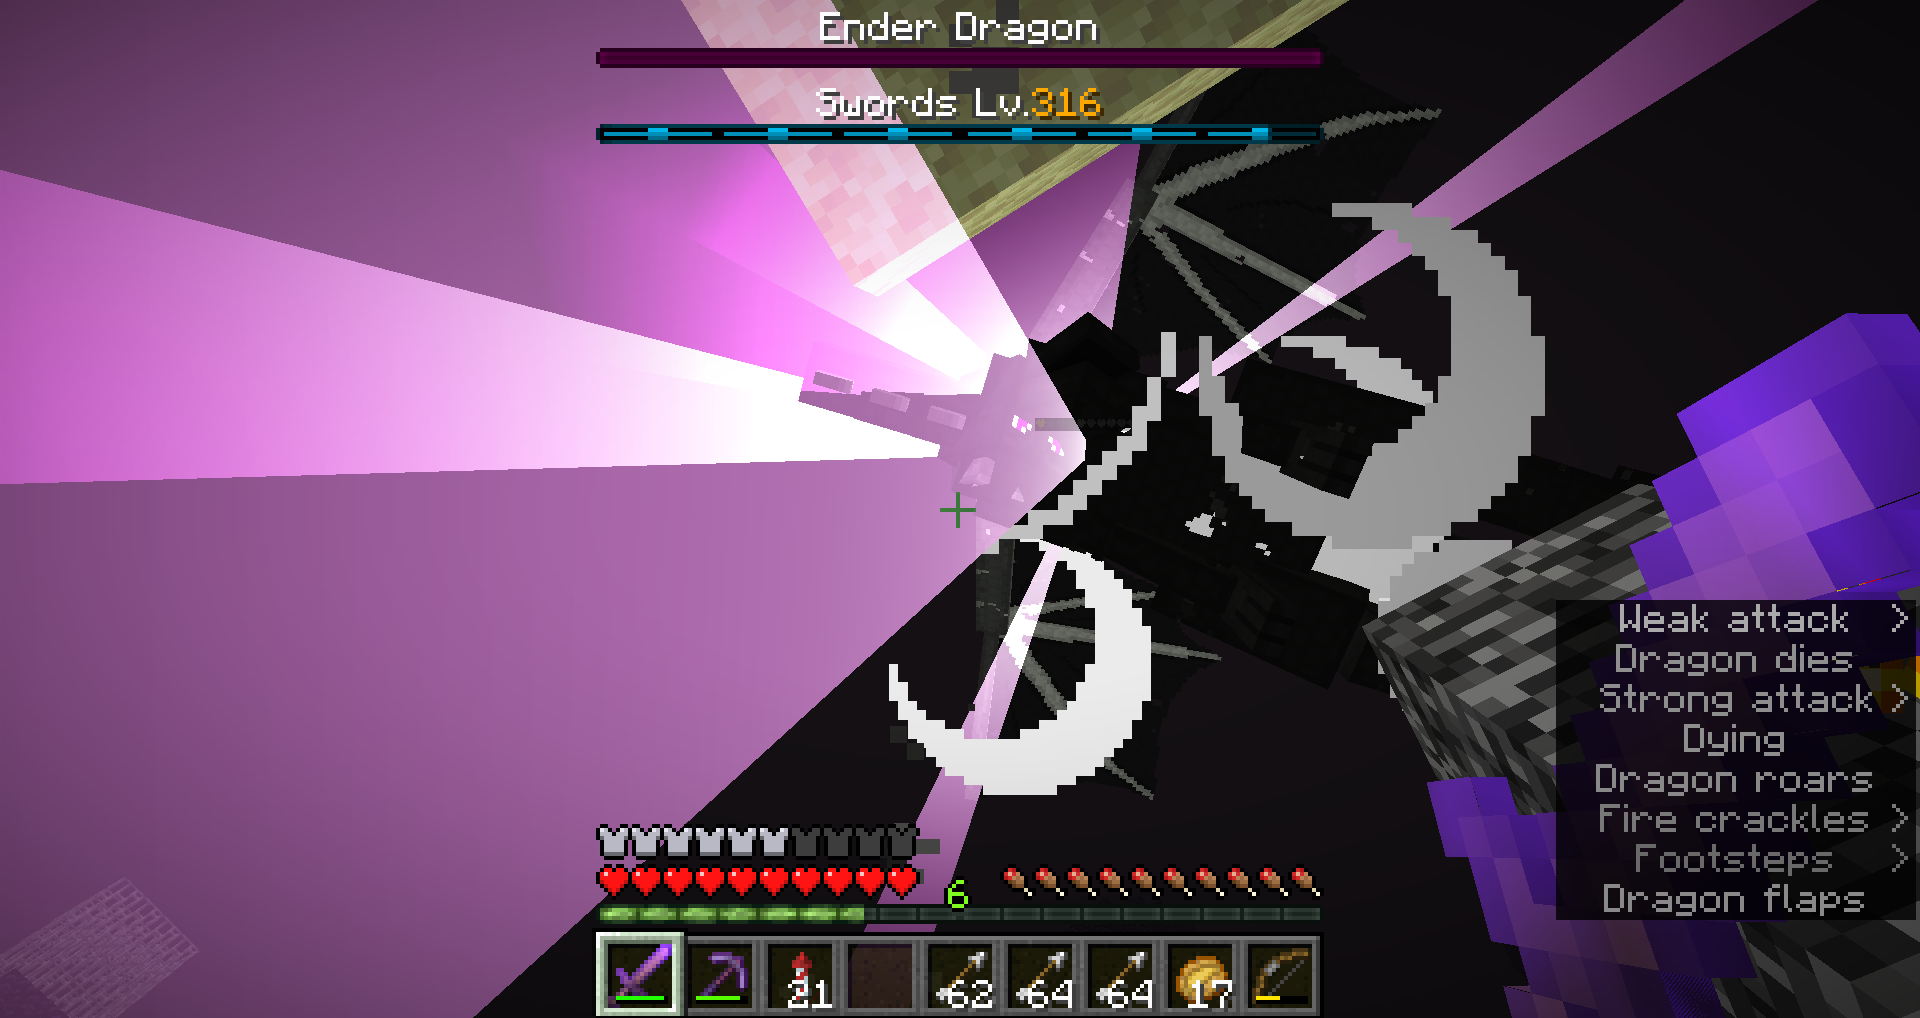 Ender Dragon
Swords Lv.316
Weak attack >
Dragon dies
Strong attack >
Dying
Dragon roars
Fire crackles >
Footsteps >
Dragon flaps
6
21 62 64 64 17